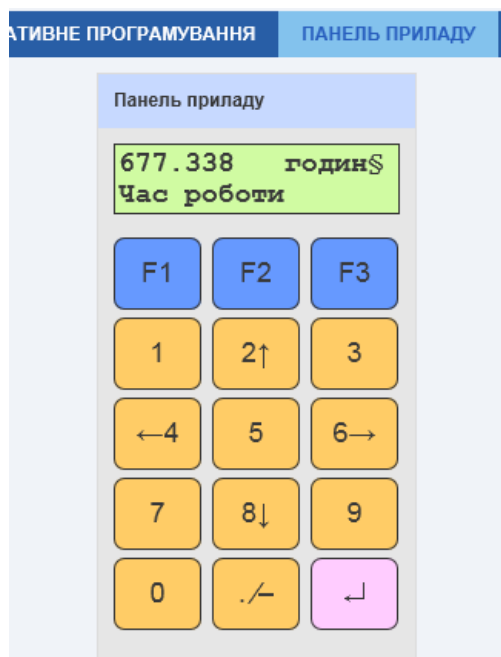 АТИВНЕ ПРОГРАМУВАННЯ ПАНЕЛЬ ПРИЛАДУ
Панель приладу
677.338 годин§
Час роботи
F1 F2 F3
1 2↑ 3
←4 5 6→
7 8↓ 9
0 ./− ↵